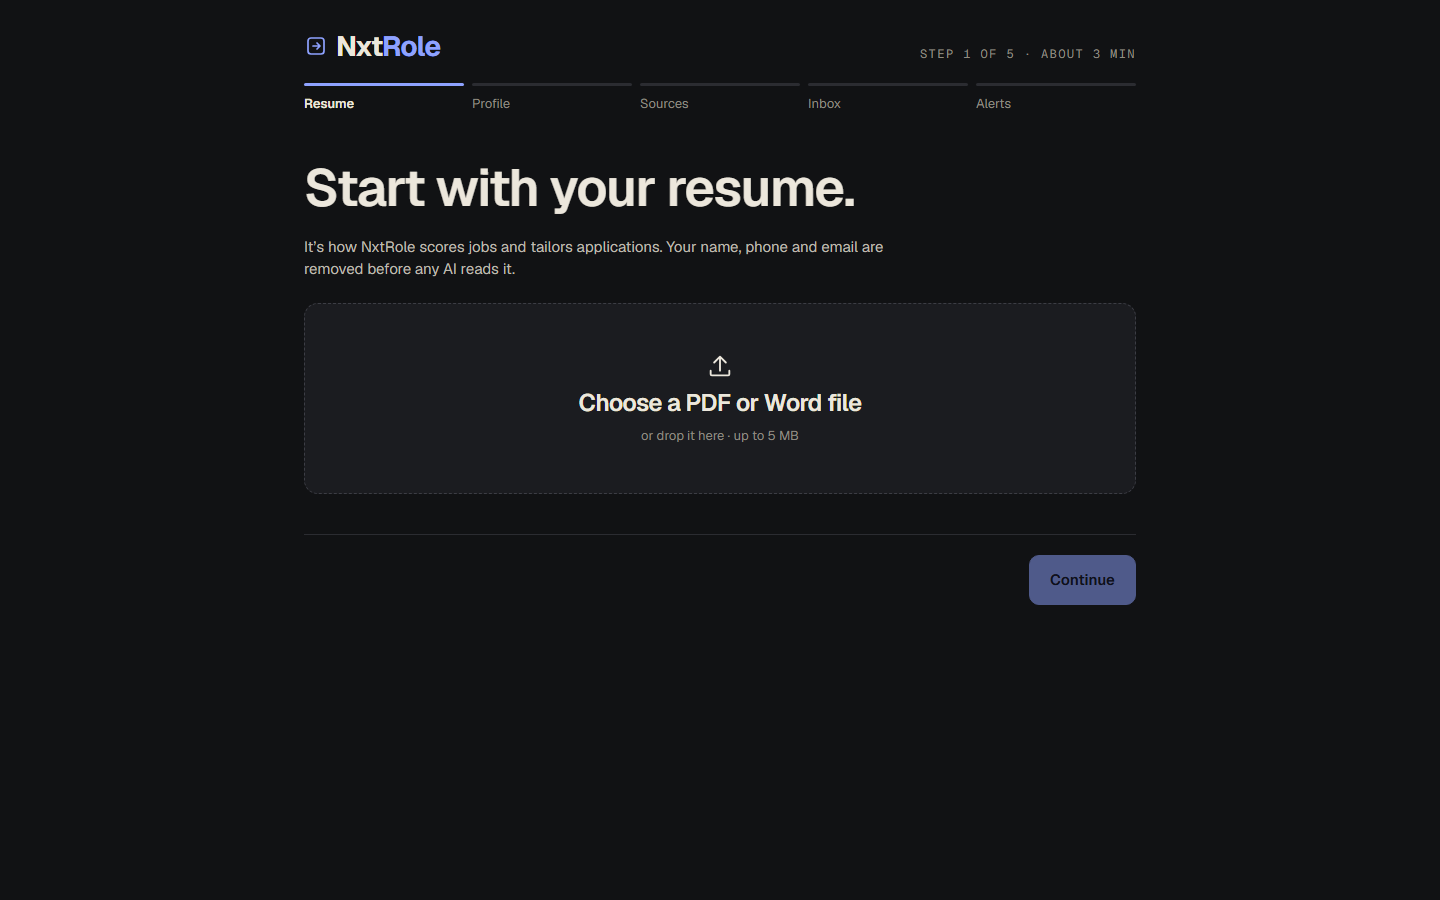 NxtRole
STEP 1 OF 5 · ABOUT 3 MIN
Resume
Profile
Sources
Inbox
Alerts
Start with your resume.
It's how NxtRole scores jobs and tailors applications. Your name, phone and email are
removed before any AI reads it.
Choose a PDF or Word file
or drop it here · up to 5 MB
Continue